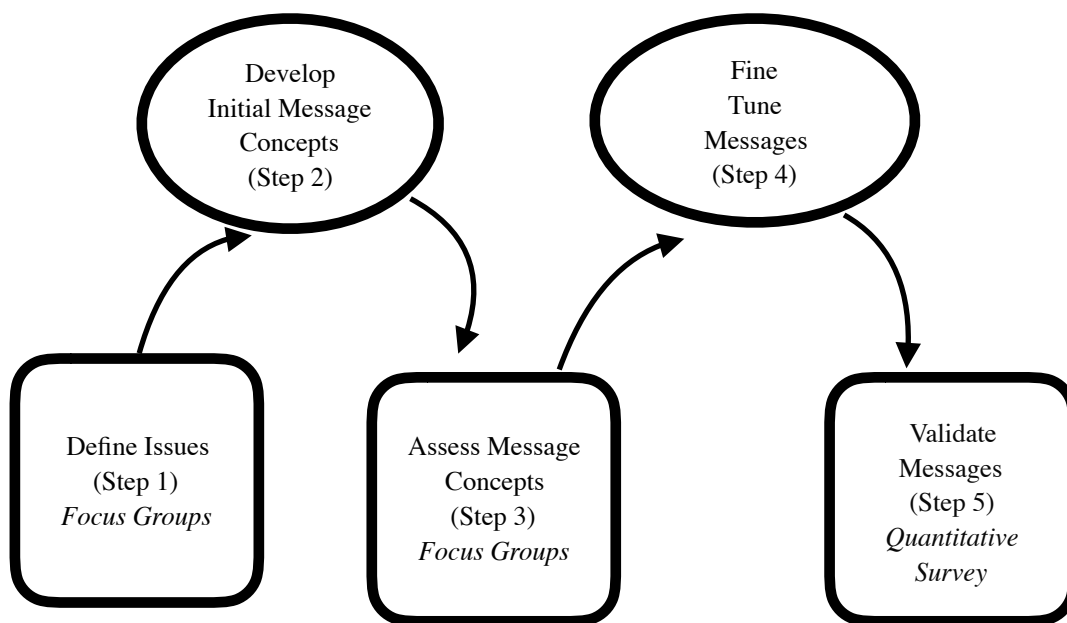 Develop
Initial Message
Concepts
(Step 2)
Fine
Tune
Messages
(Step 4)
Define Issues
(Step 1)
Focus Groups
Assess Message
Concepts
(Step 3)
Focus Groups
Validate
Messages
(Step 5)
Quantitative
Survey